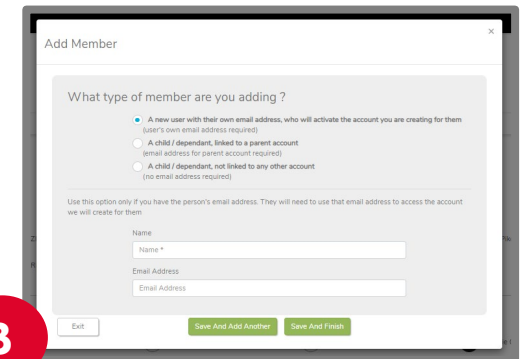 Add Member
×
What type of member are you adding ?
A new user with their own email address, who will activate the account you are creating for them
(user's own email address required)
A child / dependant, linked to a parent account
(email address for parent account required)
A child / dependant, not linked to any other account
(no email address required)
Use this option only if you have the person's email address. They will need to use that email address to access the account
we will create for them
Name
Name *
Email Address
Email Address
Exit
Save And Add Another
Save And Finish